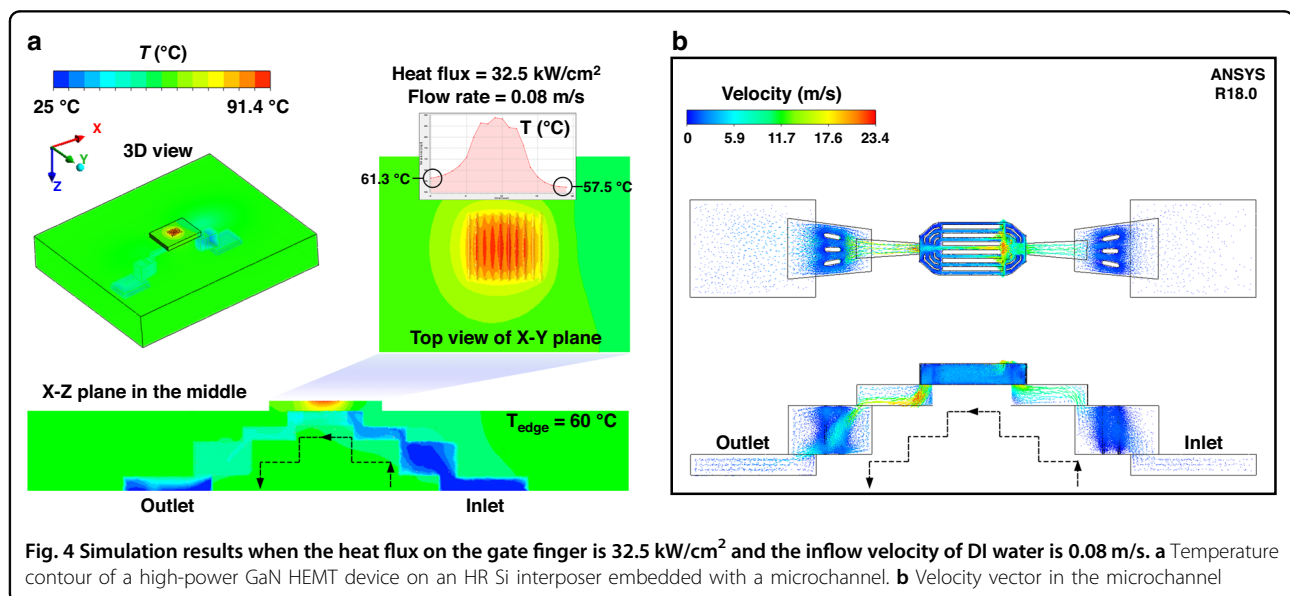 a
T (°C)
25 °C
91.4 °C
X
Y
Z
3D view
Heat flux = 32.5 kW/cm²
Flow rate = 0.08 m/s
T (°C)
61.3 °C
57.5 °C
Top view of X-Y plane
X-Z plane in the middle
T_edge = 60 °C
Outlet
Inlet
b
ANSYS
R18.0
Velocity (m/s)
0 5.9 11.7 17.6 23.4
Outlet
Inlet
Fig. 4 Simulation results when the heat flux on the gate finger is 32.5 kW/cm² and the inflow velocity of DI water is 0.08 m/s. a Temperature
contour of a high-power GaN HEMT device on an HR Si interposer embedded with a microchannel. b Velocity vector in the microchannel